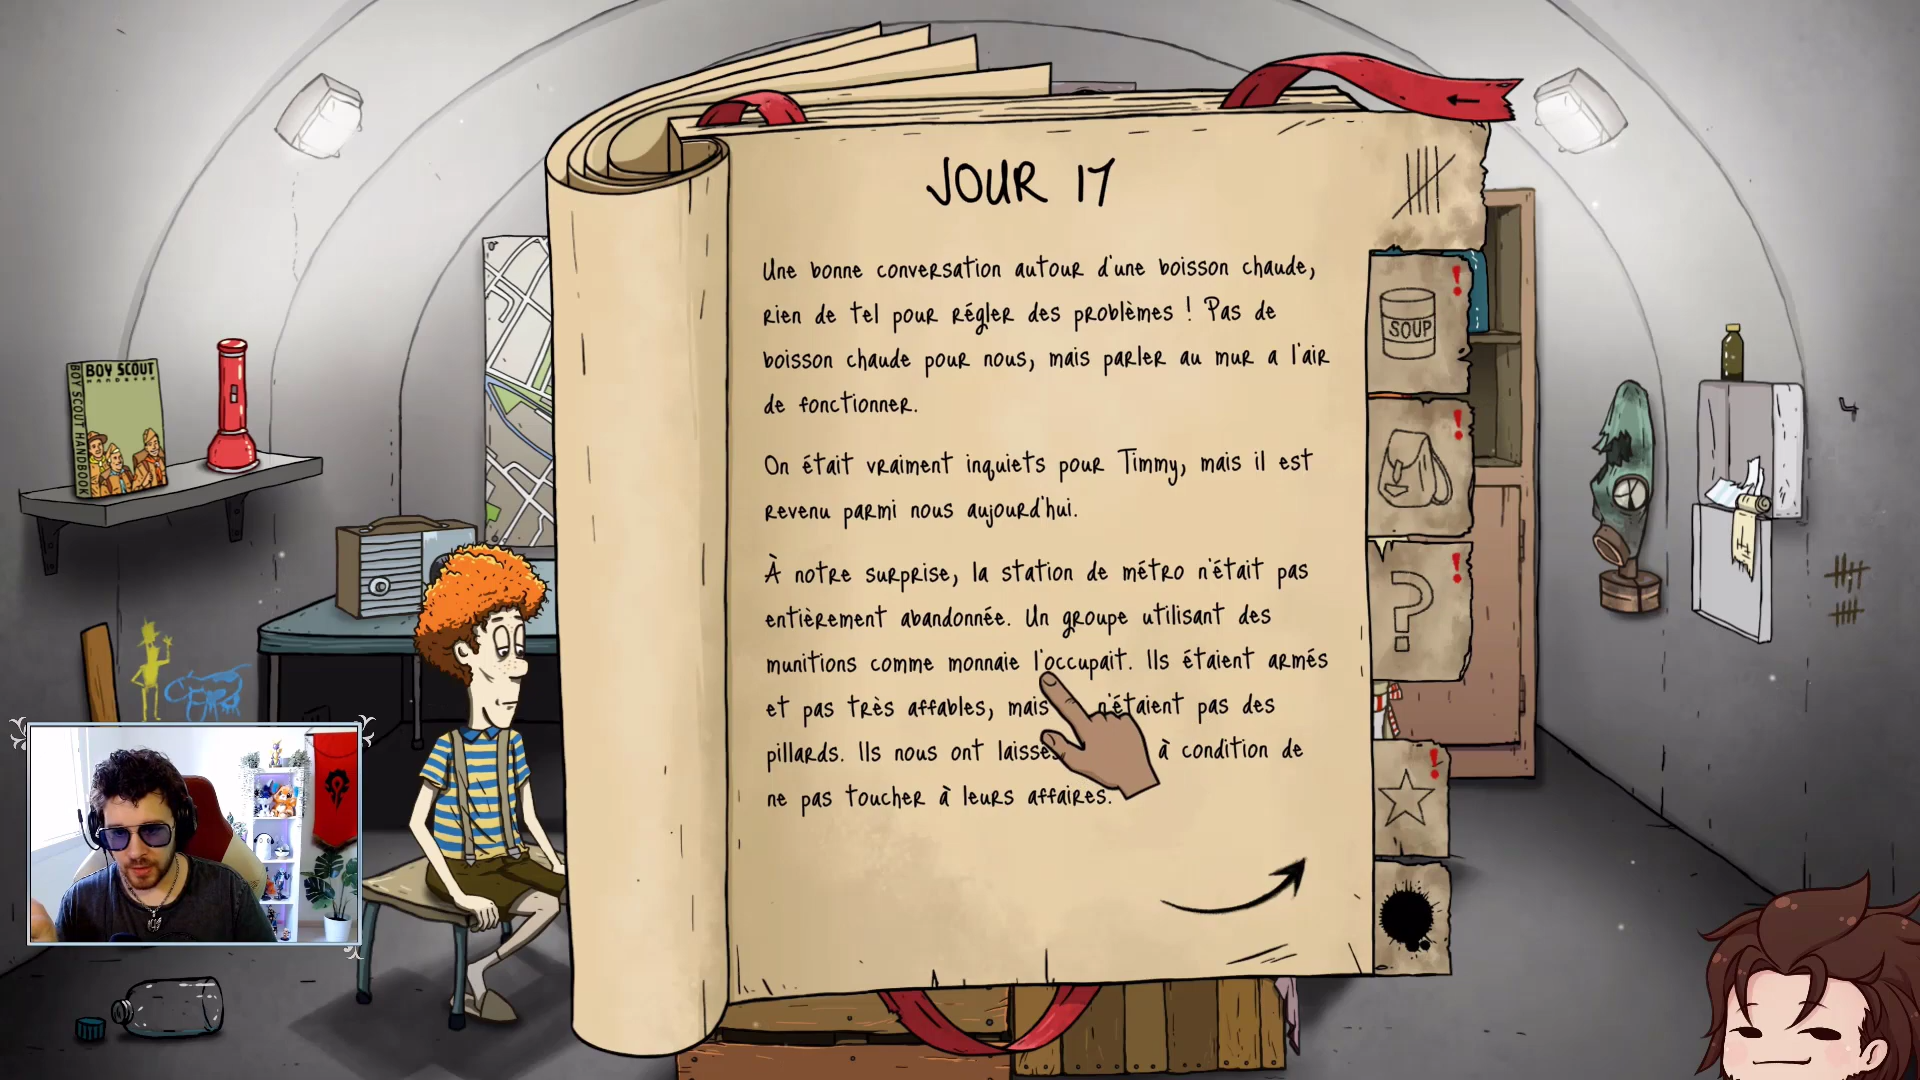 JOUR 17
Une bonne conversation autour d'une boisson chaude,
rien de tel pour régler des problèmes ! Pas de
boisson chaude pour nous, mais parler au mur a l'air
de fonctionner.
On était vraiment inquiets pour Timmy, mais il est
revenu parmi nous aujourd'hui.
À notre surprise, la station de métro n'était pas
entièrement abandonnée. Un groupe utilisant des
munitions comme monnaie l'occupait. Ils étaient armés
et pas très affables, mais n'étaient pas des
pillards. Ils nous ont laissé à condition de
ne pas toucher à leurs affaires.
SOUP
!
!
?
!
!
BOY SCOUT
HANDBOOK
BOY SCOUT HANDBOOK